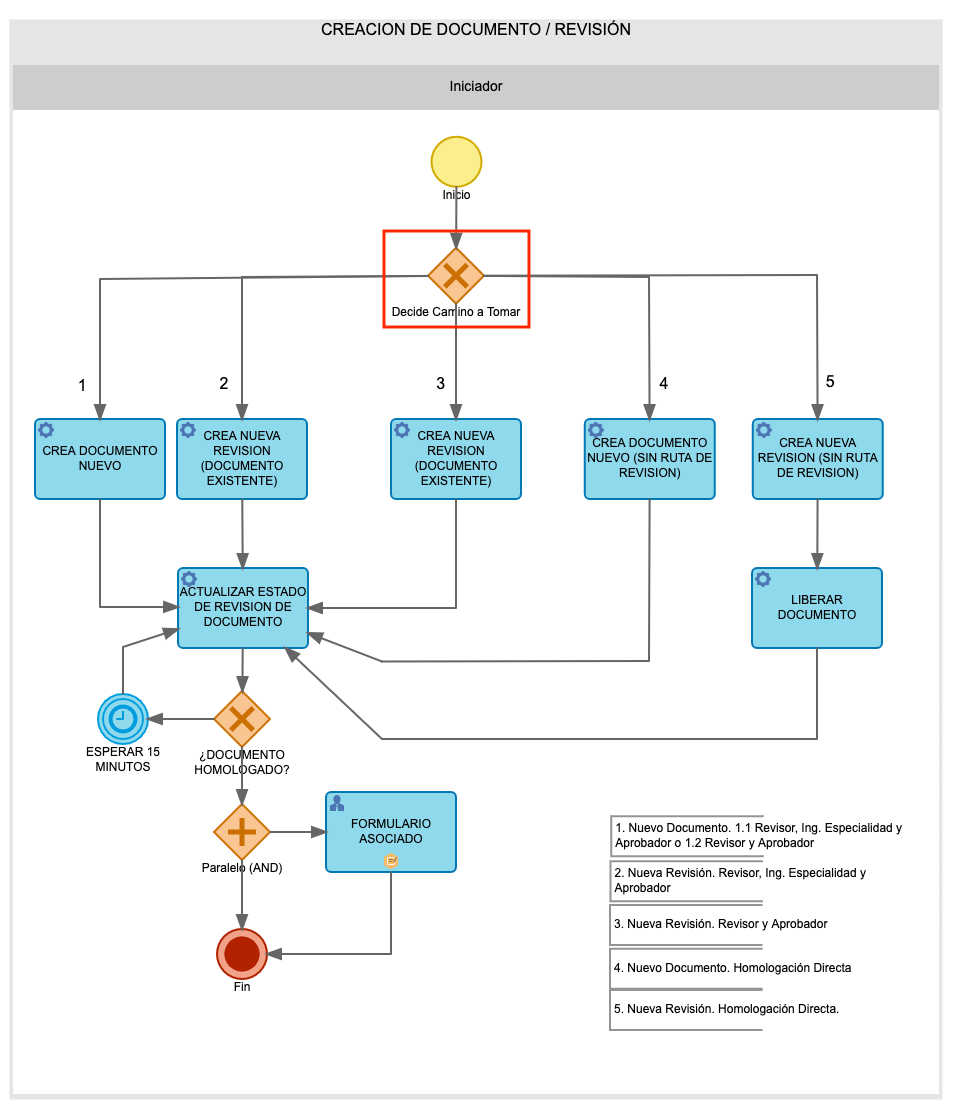 CREACION DE DOCUMENTO / REVISIÓN
Iniciador
Inicio
Decide Camino a Tomar
1
2
3
4
5
CREA DOCUMENTO
NUEVO
CREA NUEVA
REVISION
(DOCUMENTO
EXISTENTE)
CREA NUEVA
REVISION
(DOCUMENTO
EXISTENTE)
CREA DOCUMENTO
NUEVO (SIN RUTA DE
REVISION)
CREA NUEVA
REVISION (SIN RUTA
DE REVISION)
ACTUALIZAR ESTADO
DE REVISION DE
DOCUMENTO
LIBERAR
DOCUMENTO
ESPERAR 15
MINUTOS
¿DOCUMENTO
HOMOLOGADO?
FORMULARIO
ASOCIADO
Paralelo (AND)
Fin
1. Nuevo Documento. 1.1 Revisor, Ing. Especialidad y
Aprobador o 1.2 Revisor y Aprobador
2. Nueva Revisión. Revisor, Ing. Especialidad y
Aprobador
3. Nueva Revisión. Revisor y Aprobador
4. Nuevo Documento. Homologación Directa
5. Nueva Revisión. Homologación Directa.